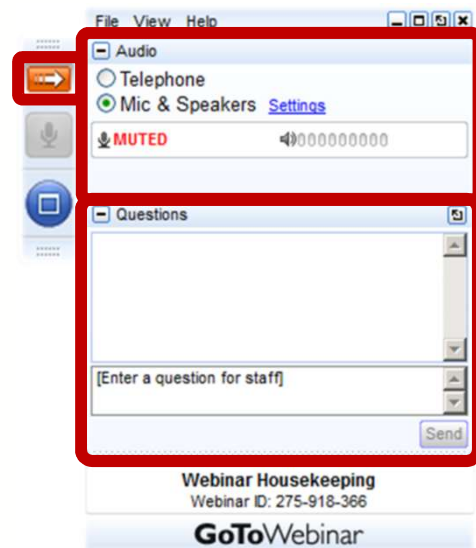 File View Help
Audio
Telephone
Mic & Speakers Settings
MUTED 000000000
Questions
[Enter a question for staff]
Send
Webinar Housekeeping
Webinar ID: 275-918-366
GoToWebinar